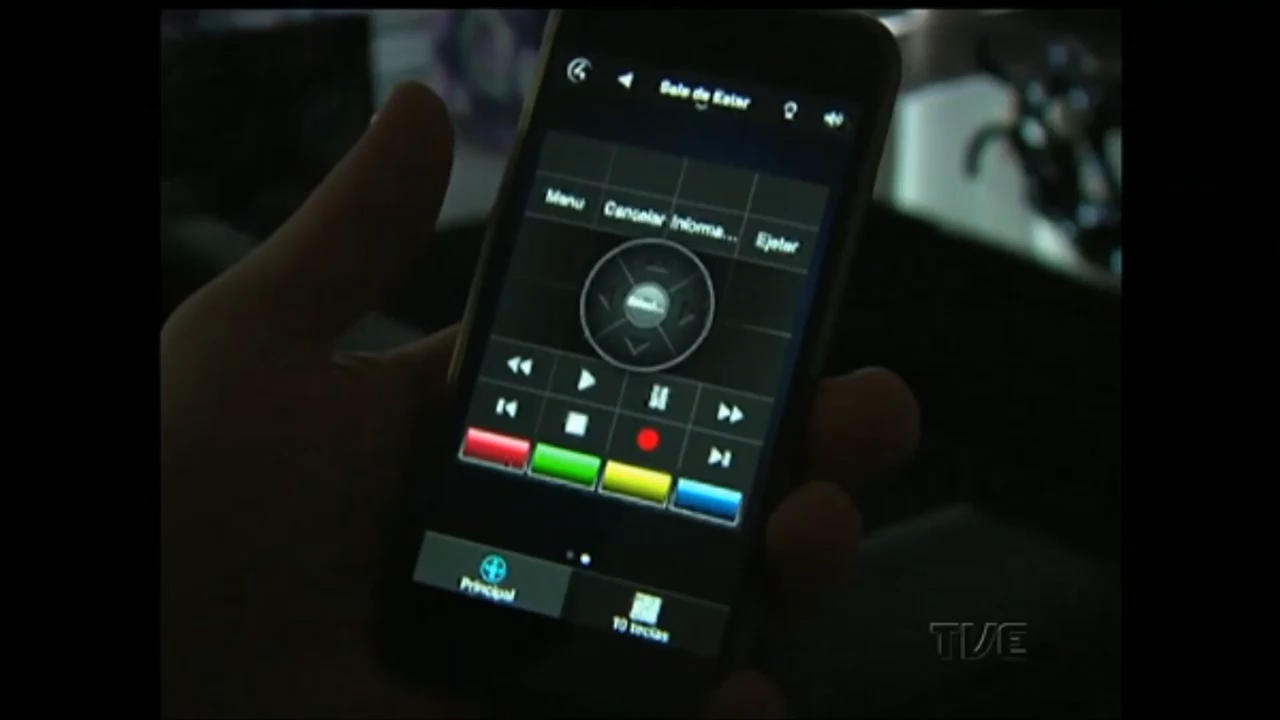 Sala de Estar
Menu Cancelar Informa... Ejetar
Principal
10 teclas
TVE